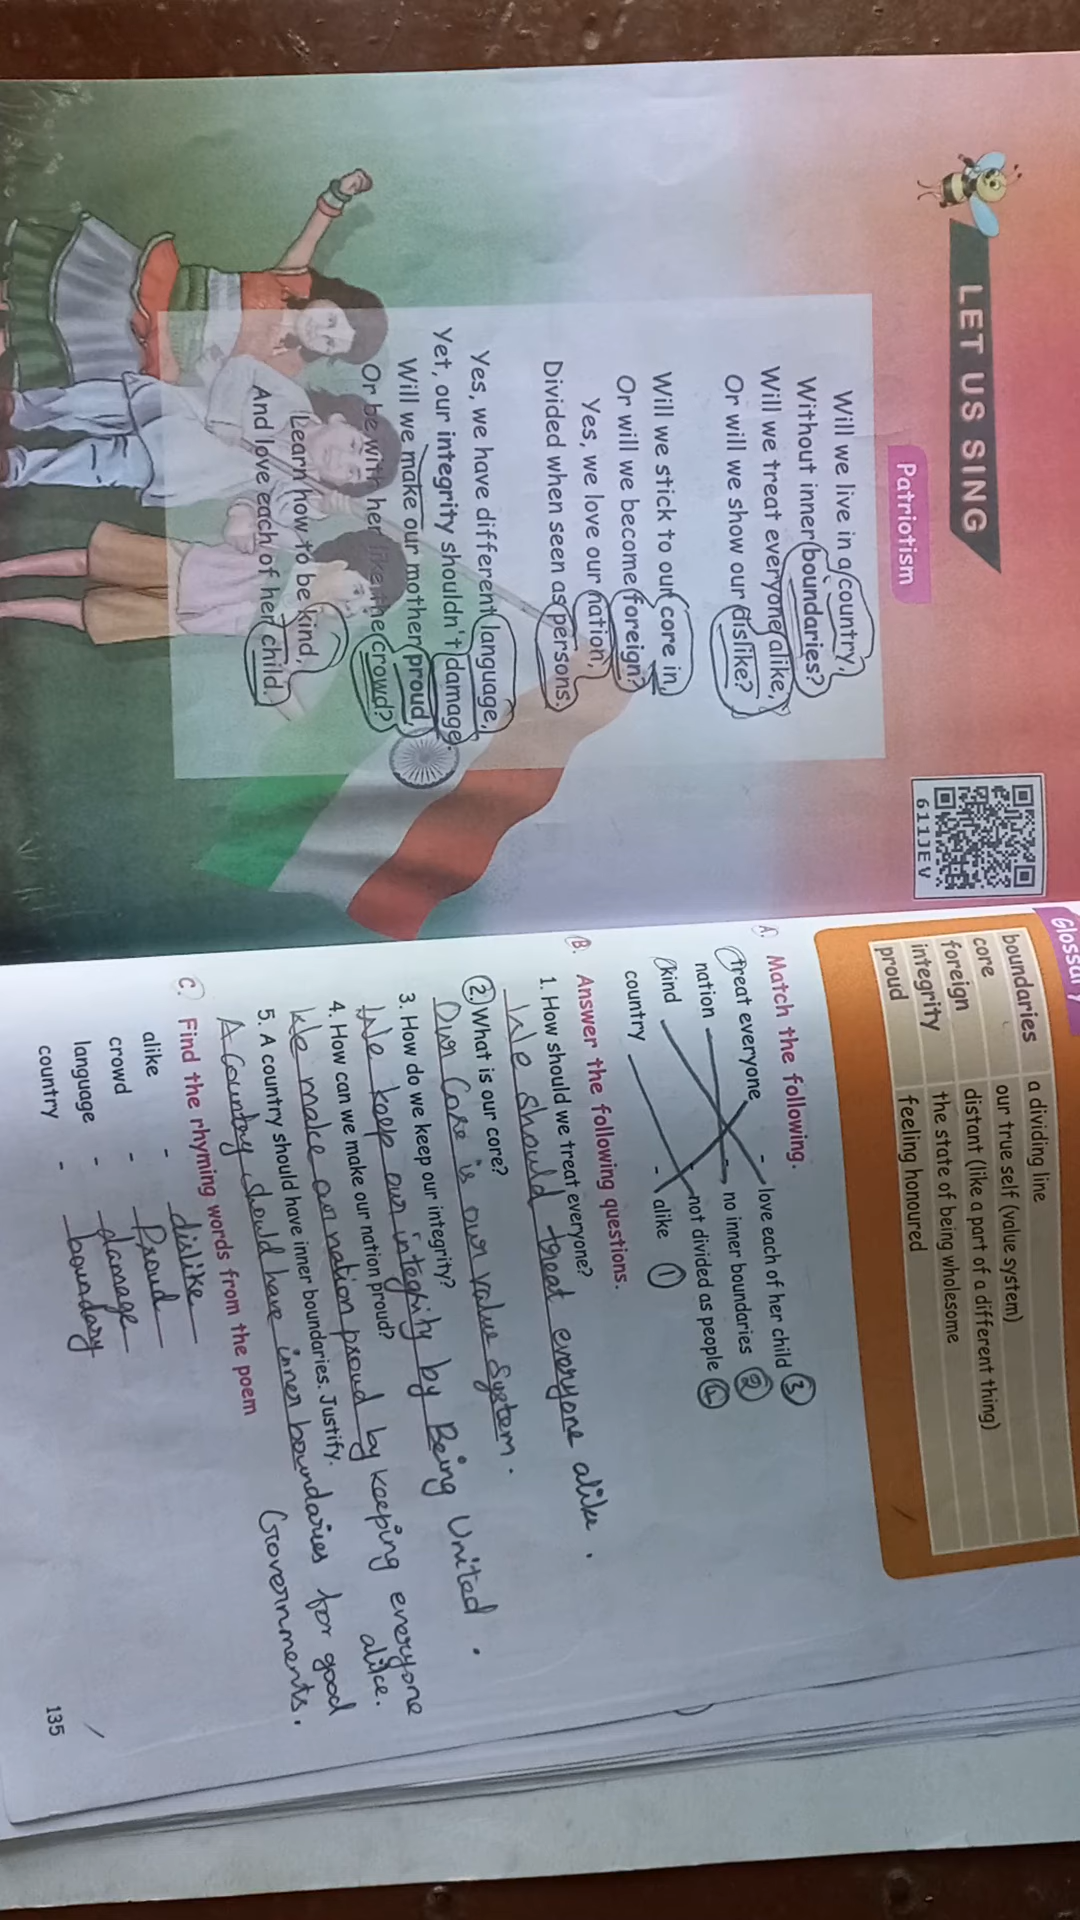 LET US SING
Patriotism
611JEV
Will we live in a country,
Without inner boundaries?
Will we treat everyone alike,
Or will we show our dislike?
Will we stick to our core in,
Or will we become foreign?
Yes, we love our nation,
Divided when seen as persons.
Yes, we have different language,
Yet, our integrity shouldn't damage.
Will we make our mother proud,
Or be with her like the crowd?
Learn how to be kind,
And love each of her child.
Glossary
boundaries a dividing line
core our true self (value system)
foreign distant (like a part of a different thing)
integrity the state of being wholesome
proud feeling honoured
A. Match the following.
treat everyone - love each of her child 3
nation - no inner boundaries 2
kind - not divided as people 4
country - alike 1
B. Answer the following questions.
1. How should we treat everyone?
We should treat everyone alike.
2. What is our core?
Our Core is our value System.
3. How do we keep our integrity?
We keep our integrity by Being United.
4. How can we make our nation proud?
We make our nation proud by keeping everyone
alike.
5. A country should have inner boundaries. Justify.
A Country should have inner boundaries for good
Governments.
C. Find the rhyming words from the poem
alike - dislike
crowd - Proud
language - damage
country - boundary
135